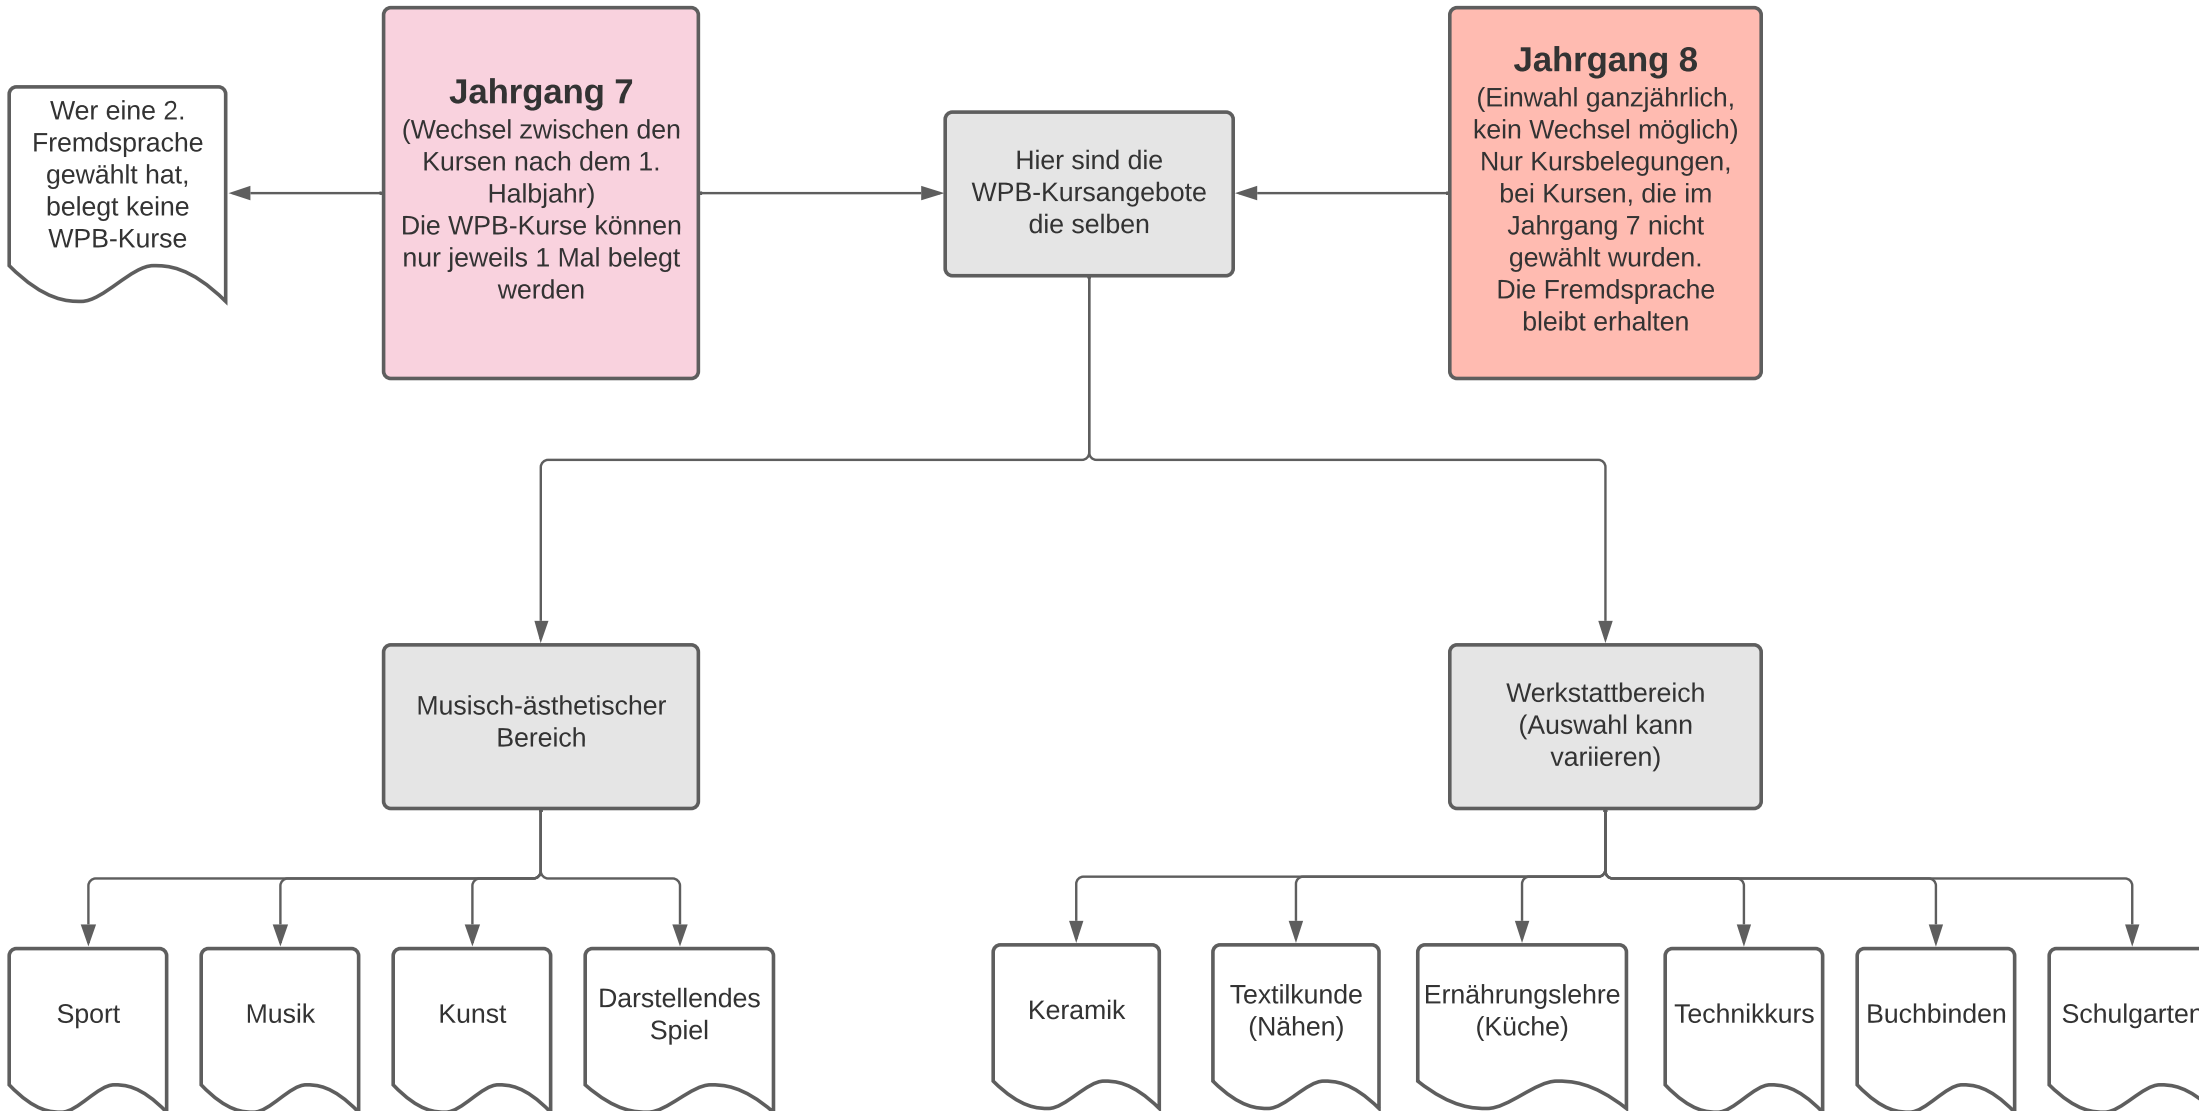 Wer eine 2.
Fremdsprache
gewählt hat,
belegt keine
WPB-Kurse
Jahrgang 7
(Wechsel zwischen den
Kursen nach dem 1.
Halbjahr)
Die WPB-Kurse können
nur jeweils 1 Mal belegt
werden
Hier sind die
WPB-Kursangebote
die selben
Jahrgang 8
(Einwahl ganzjährlich,
kein Wechsel möglich)
Nur Kursbelegungen,
bei Kursen, die im
Jahrgang 7 nicht
gewählt wurden.
Die Fremdsprache
bleibt erhalten
Musisch-ästhetischer
Bereich
Werkstattbereich
(Auswahl kann
variieren)
Sport
Musik
Kunst
Darstellendes
Spiel
Keramik
Textilkunde
(Nähen)
Ernährungslehre
(Küche)
Technikkurs
Buchbinden
Schulgarten